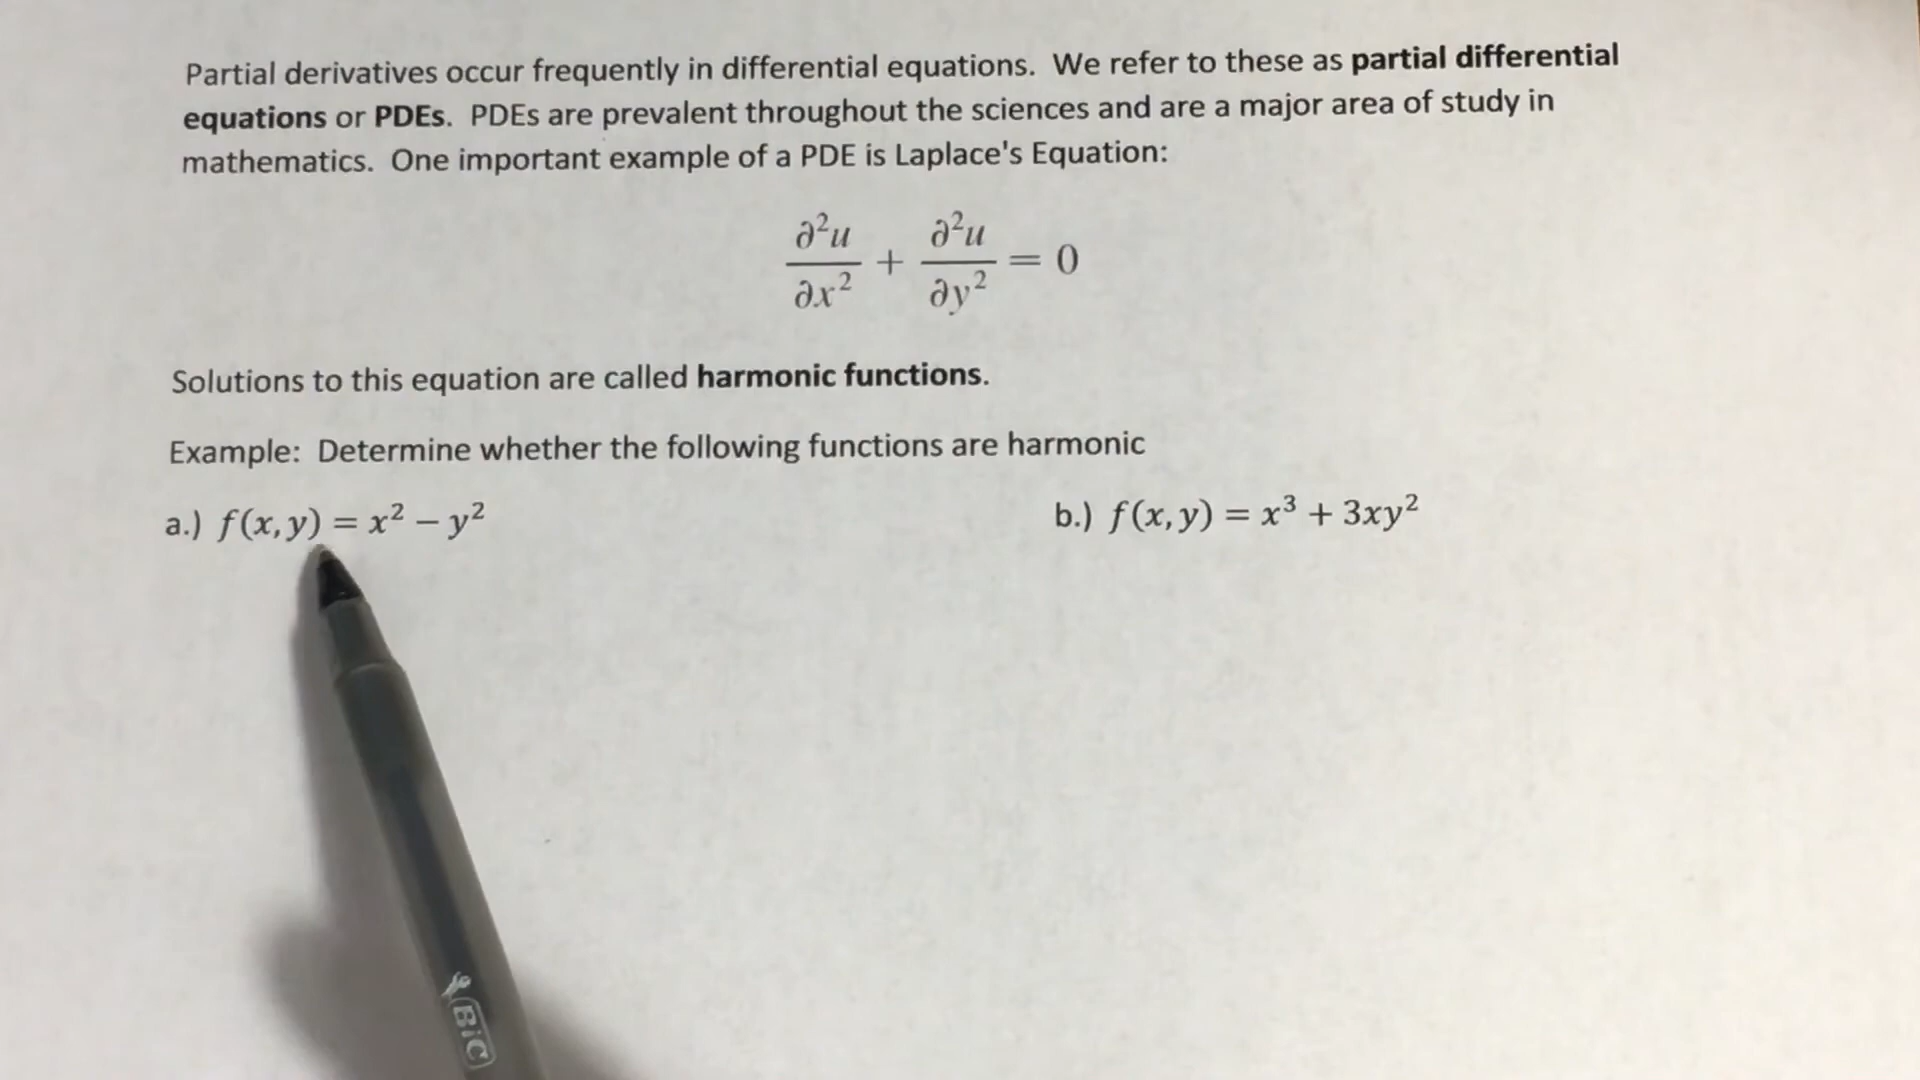 Partial derivatives occur frequently in differential equations. We refer to these as partial differential
equations or PDEs. PDEs are prevalent throughout the sciences and are a major area of study in
mathematics. One important example of a PDE is Laplace's Equation:
∂²u/∂x² + ∂²u/∂y² = 0
Solutions to this equation are called harmonic functions.
Example: Determine whether the following functions are harmonic
a.) f(x, y) = x² − y²
b.) f(x, y) = x³ + 3xy²
BiC